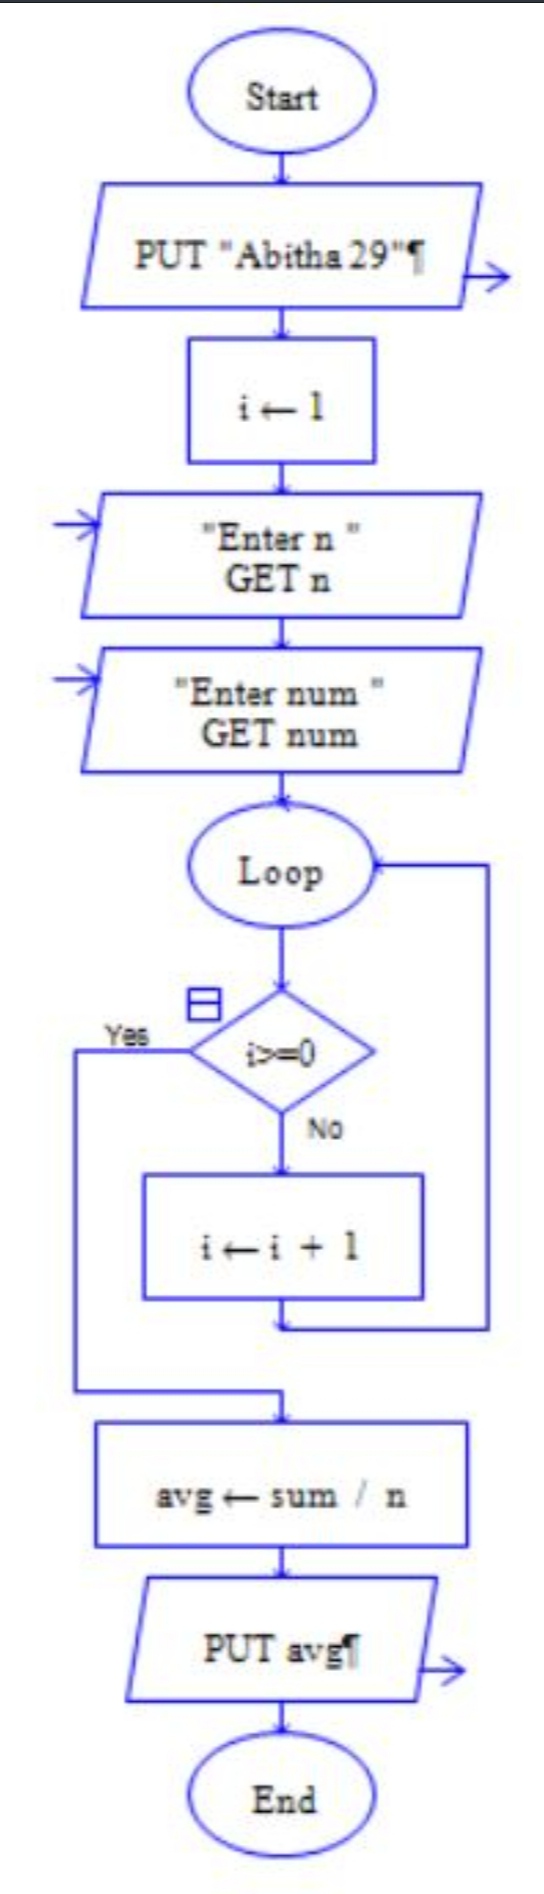 Start
PUT "Abitha 29"¶
i ← 1
"Enter n "
GET n
"Enter num "
GET num
Loop
Yes
i>=0
No
i ← i + 1
avg ← sum / n
PUT avg¶
End